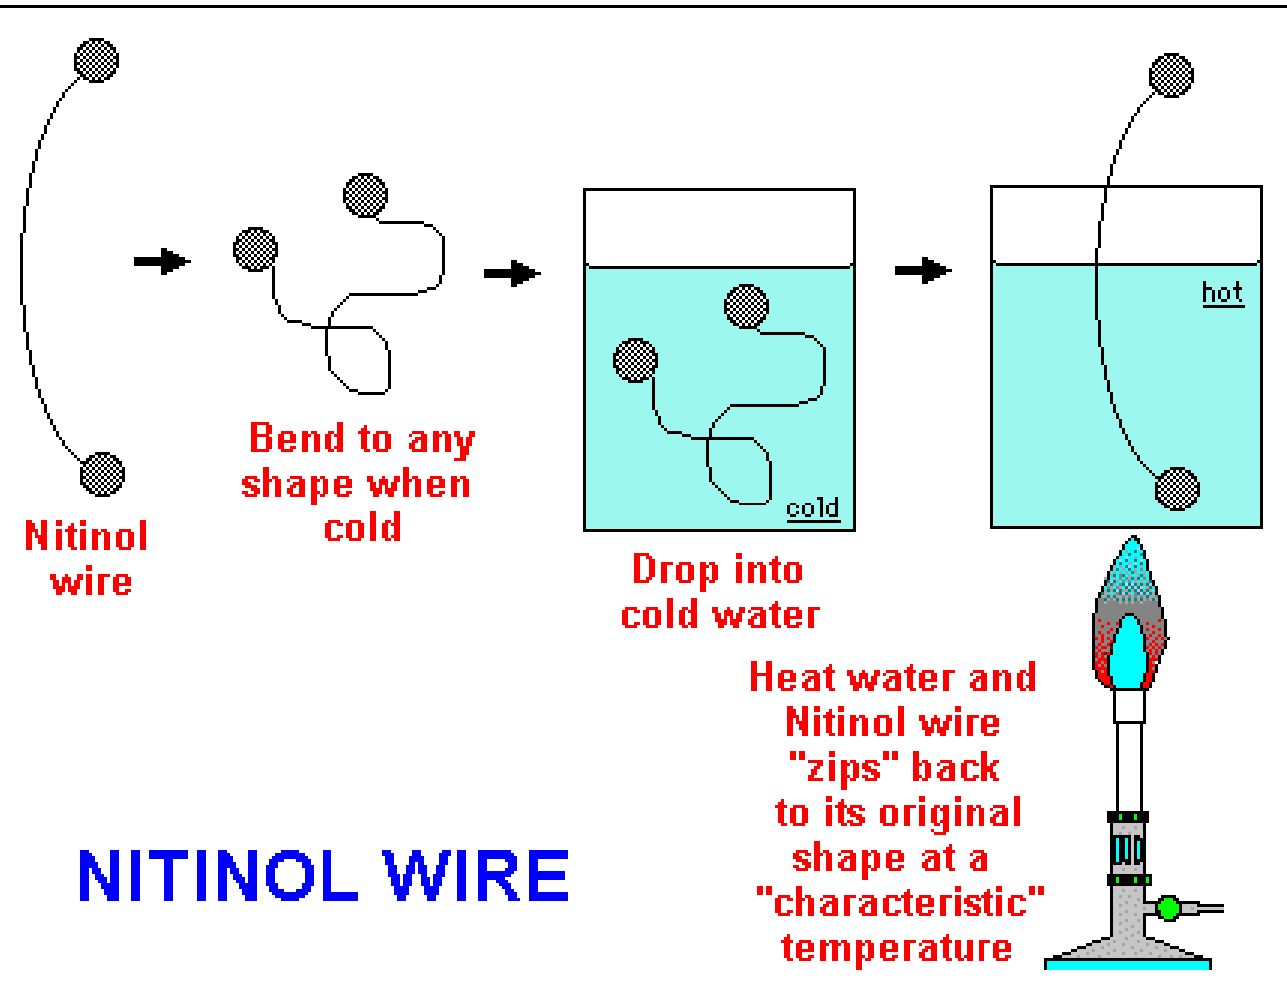 Nitinol
wire
Bend to any
shape when
cold
cold
Drop into
cold water
hot
Heat water and
Nitinol wire
"zips" back
to its original
shape at a
"characteristic"
temperature
NITINOL WIRE